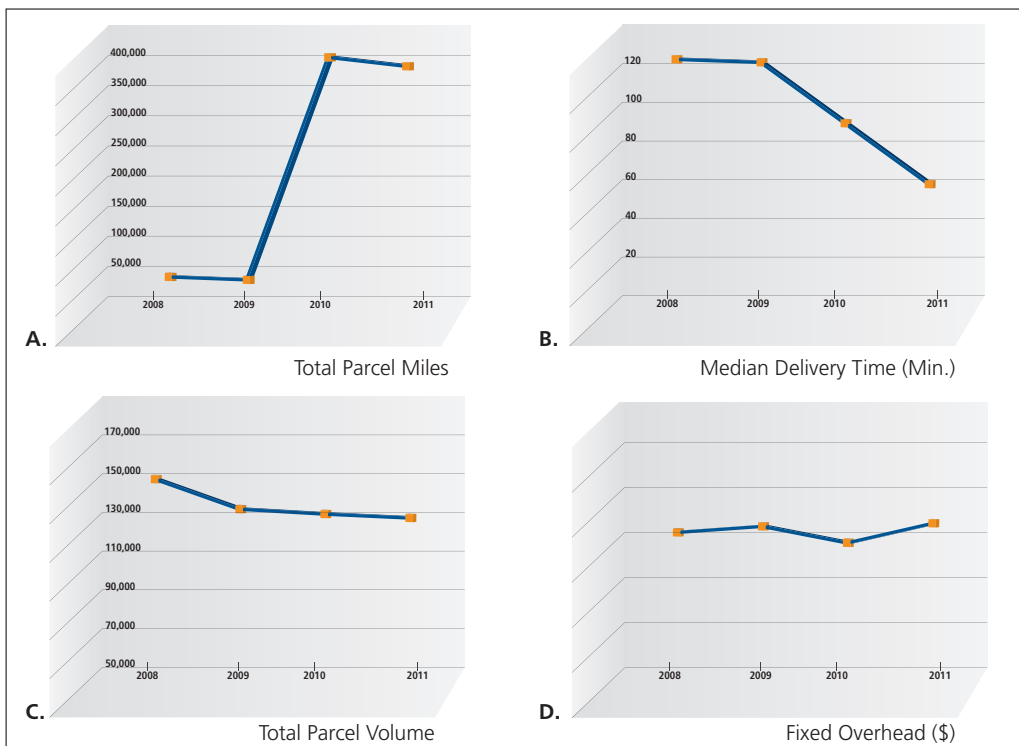 400,000
350,000
300,000
250,000
200,000
150,000
100,000
50,000
2008 2009 2010 2011
A.
Total Parcel Miles
120
100
80
60
40
20
2008 2009 2010 2011
B.
Median Delivery Time (Min.)
170,000
150,000
130,000
110,000
90,000
70,000
50,000
2008 2009 2010 2011
C.
Total Parcel Volume
2008 2009 2010 2011
D.
Fixed Overhead ($)